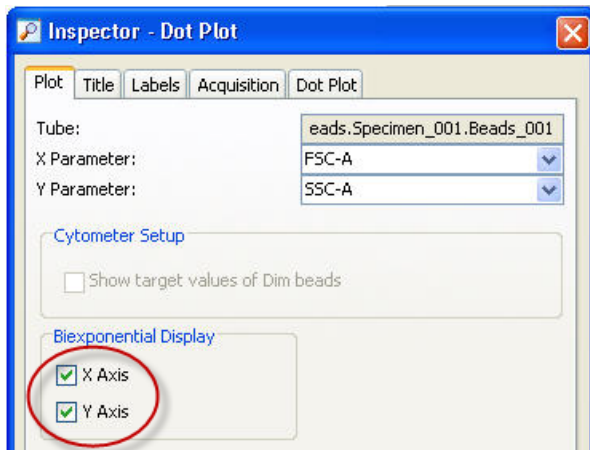 Inspector - Dot Plot
Plot Title Labels Acquisition Dot Plot
Tube: eads.Specimen_001.Beads_001
X Parameter: FSC-A
Y Parameter: SSC-A
Cytometer Setup
Show target values of Dim beads
Biexponential Display
X Axis
Y Axis